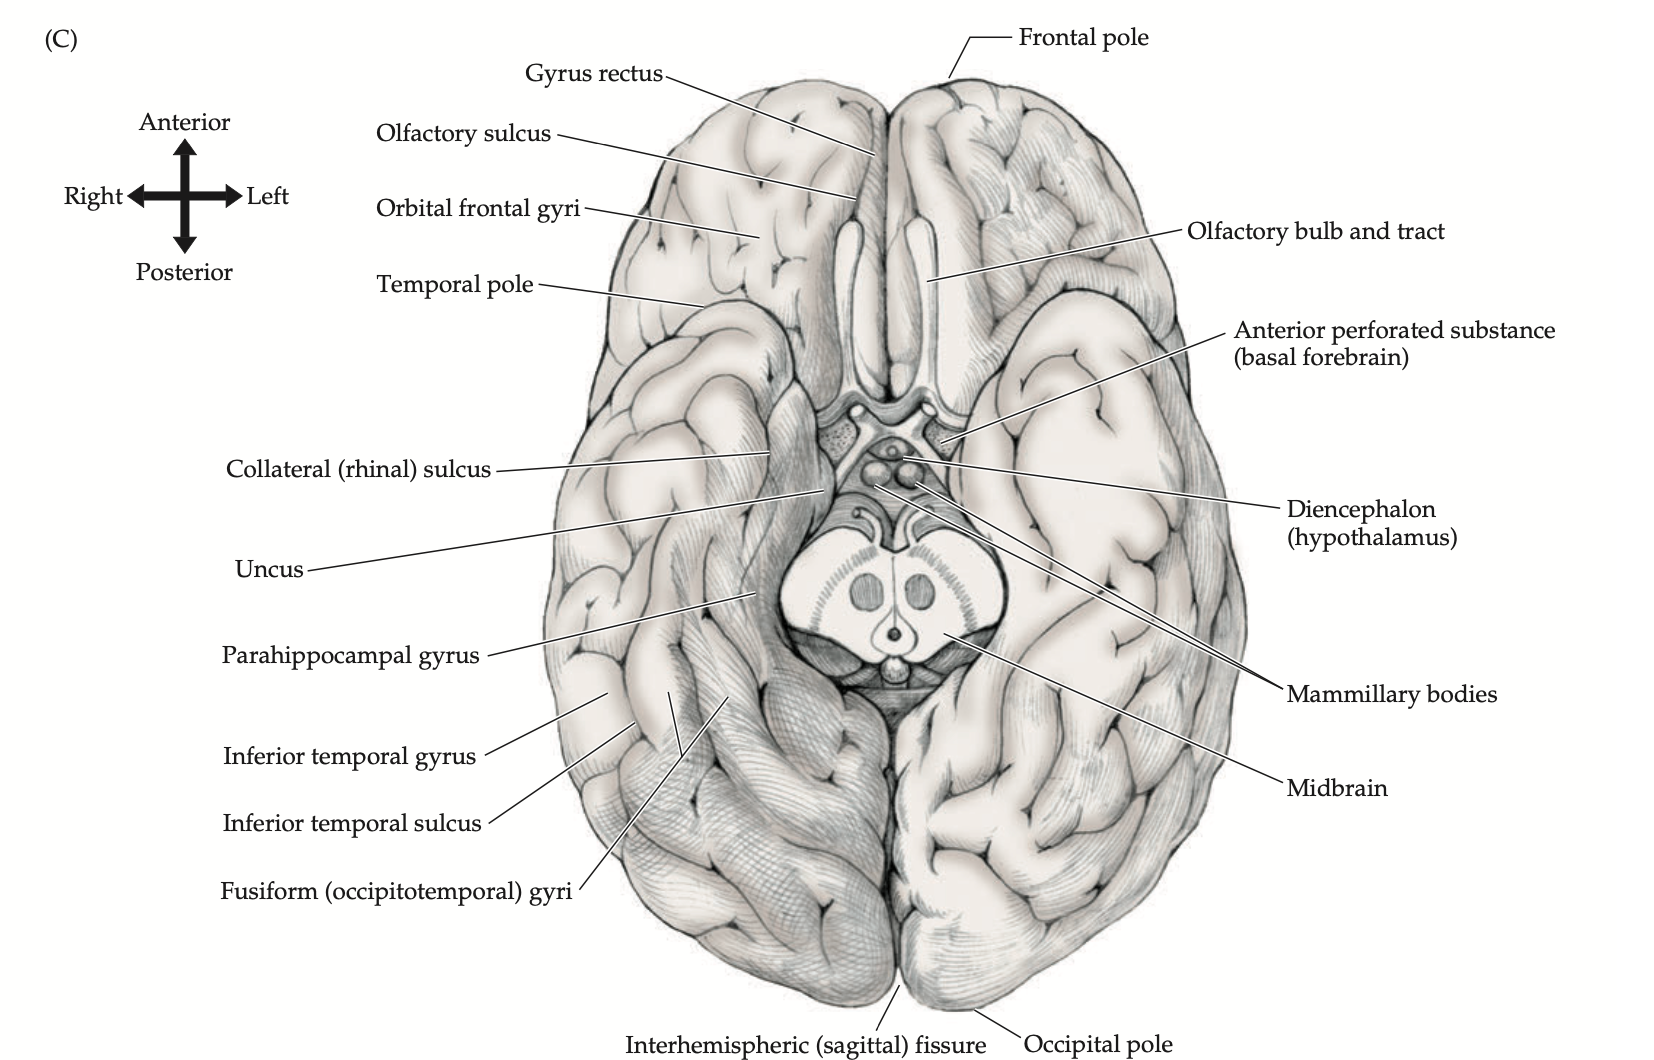 (C)
Frontal pole
Gyrus rectus
Anterior
Olfactory sulcus
Right
Left
Orbital frontal gyri
Olfactory bulb and tract
Posterior
Temporal pole
Anterior perforated substance
(basal forebrain)
Collateral (rhinal) sulcus
Diencephalon
(hypothalamus)
Uncus
Parahippocampal gyrus
Mammillary bodies
Inferior temporal gyrus
Midbrain
Inferior temporal sulcus
Fusiform (occipitotemporal) gyri
Interhemispheric (sagittal) fissure
Occipital pole